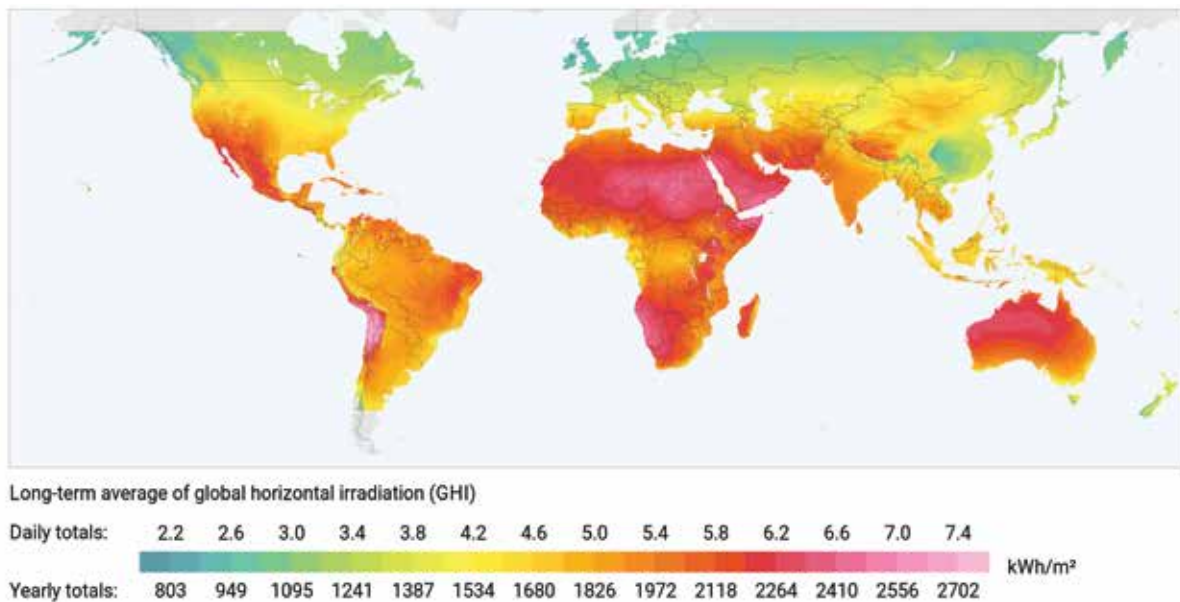 Long-term average of global horizontal irradiation (GHI)
Daily totals: 2.2 2.6 3.0 3.4 3.8 4.2 4.6 5.0 5.4 5.8 6.2 6.6 7.0 7.4
kWh/m²
Yearly totals: 803 949 1095 1241 1387 1534 1680 1826 1972 2118 2264 2410 2556 2702